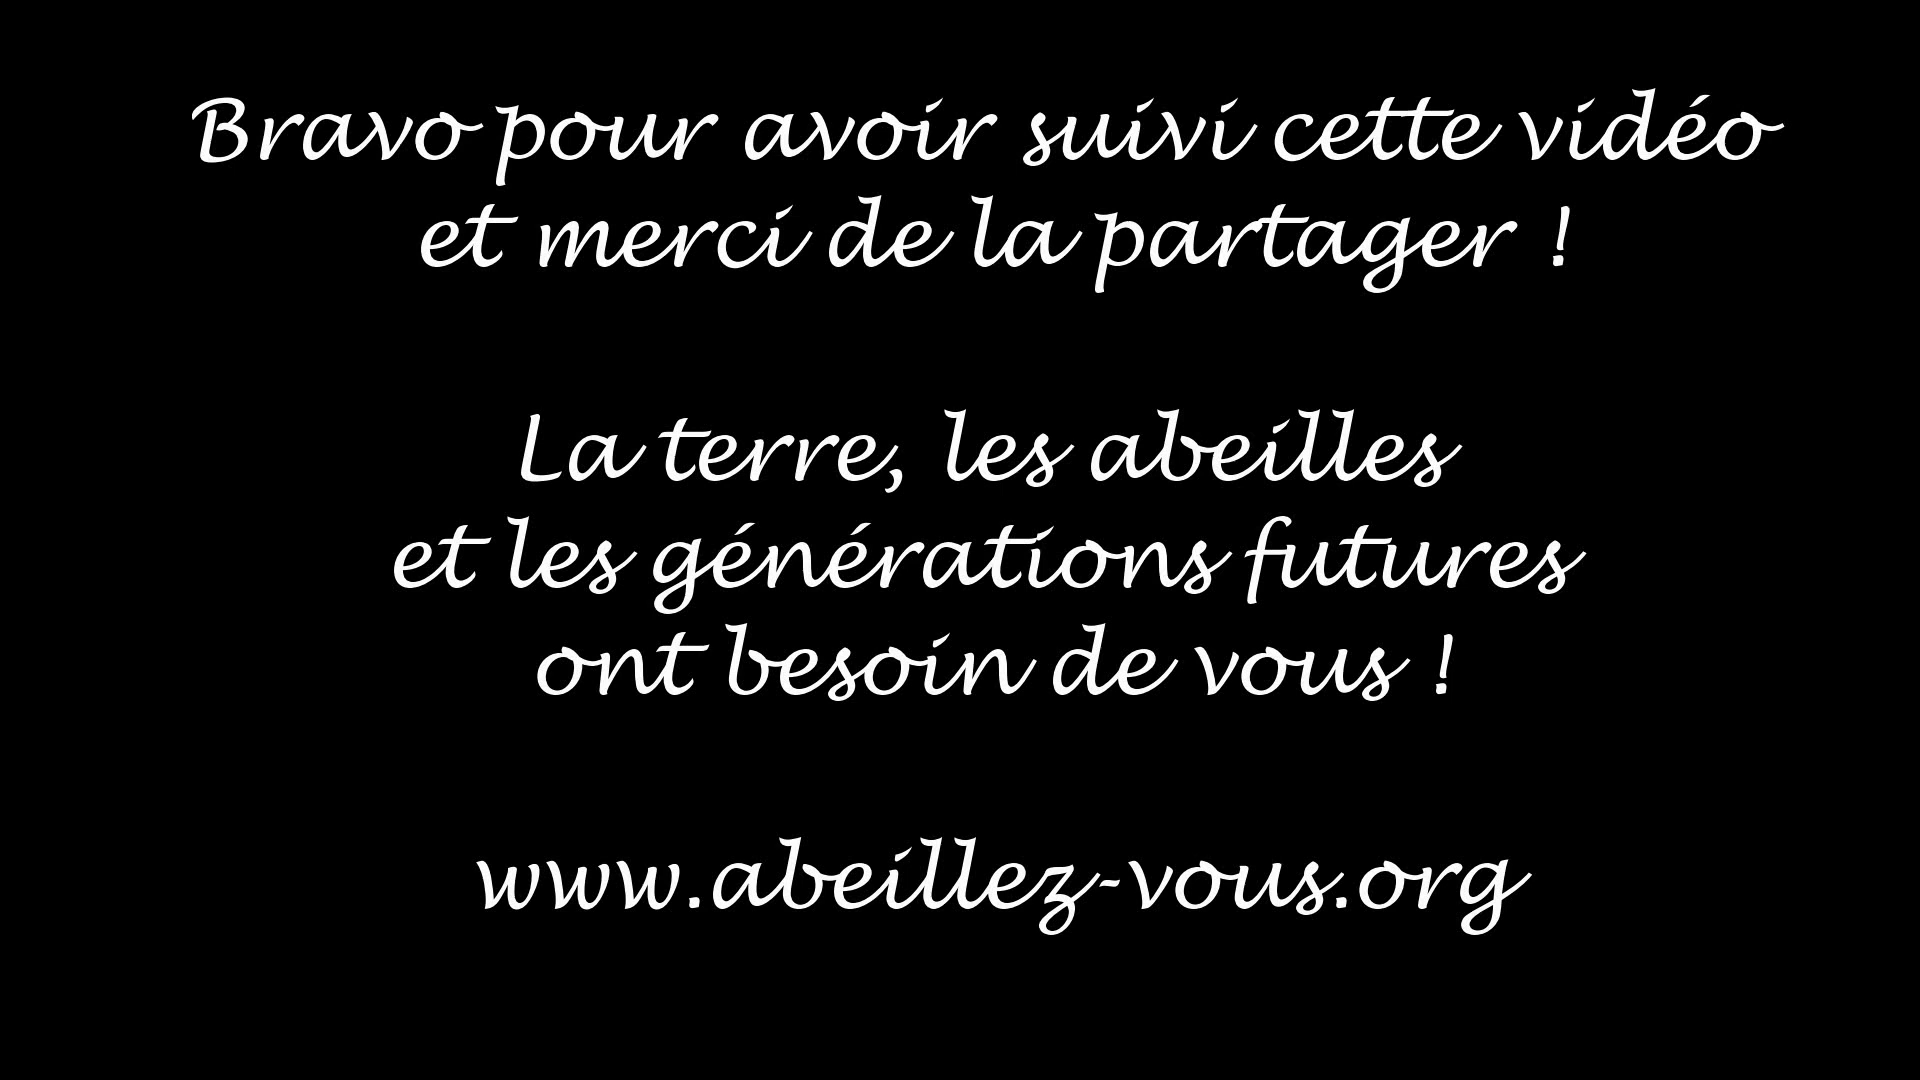 Bravo pour avoir suivi cette vidéo
et merci de la partager !
La terre, les abeilles
et les générations futures
ont besoin de vous !
www.abeillez-vous.org